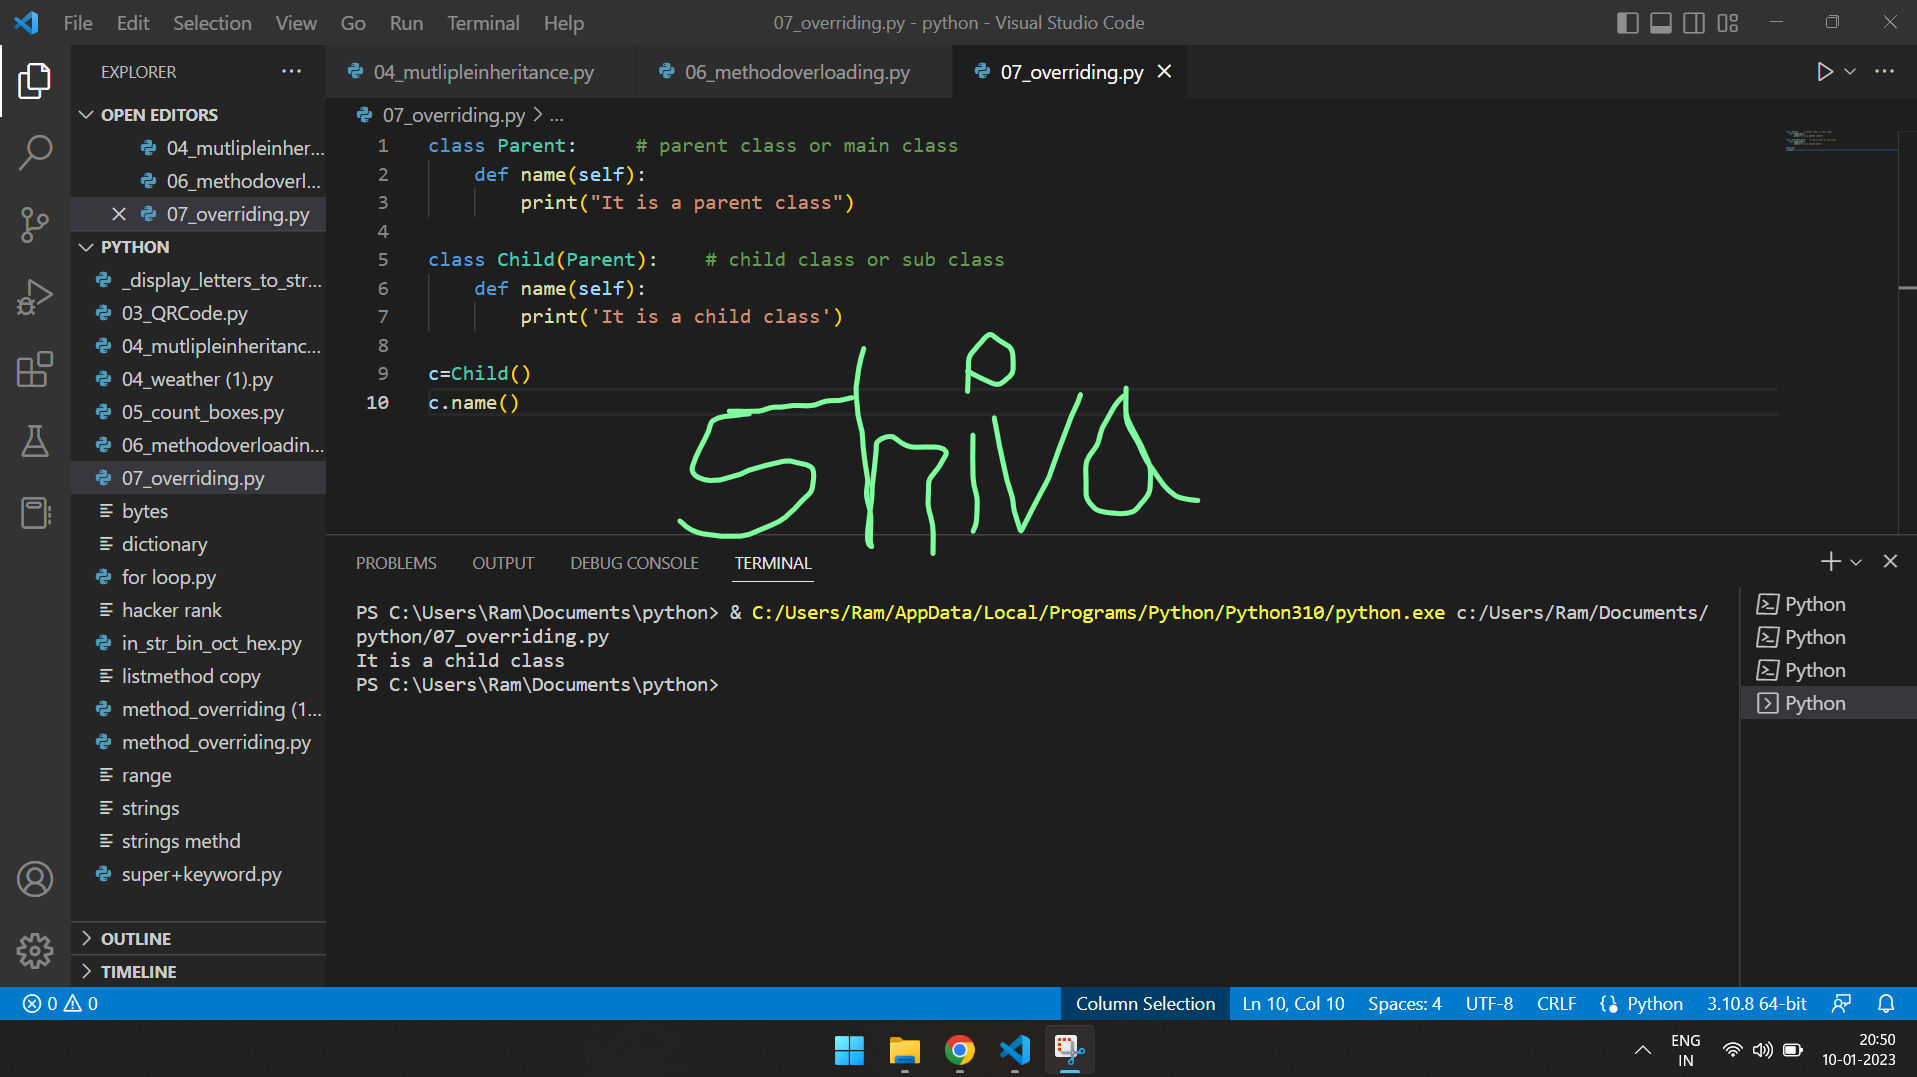 File Edit Selection View Go Run Terminal Help 07_overriding.py - python - Visual Studio Code
EXPLORER
OPEN EDITORS
04_mutlipleinher...
06_methodoverl...
07_overriding.py
PYTHON
_display_letters_to_str...
03_QRCode.py
04_mutlipleinheritanc...
04_weather (1).py
05_count_boxes.py
06_methodoverloadin...
07_overriding.py
bytes
dictionary
for loop.py
hacker rank
in_str_bin_oct_hex.py
listmethod copy
method_overriding (1...
method_overriding.py
range
strings
strings methd
super+keyword.py
OUTLINE
TIMELINE
04_mutlipleinheritance.py 06_methodoverloading.py 07_overriding.py
07_overriding.py > ...
1 class Parent: # parent class or main class
2 def name(self):
3 print("It is a parent class")
4
5 class Child(Parent): # child class or sub class
6 def name(self):
7 print('It is a child class')
8
9 c=Child()
10 c.name()
Shiva
PROBLEMS OUTPUT DEBUG CONSOLE TERMINAL
PS C:\Users\Ram\Documents\python> & C:/Users/Ram/AppData/Local/Programs/Python/Python310/python.exe c:/Users/Ram/Documents/
python/07_overriding.py
It is a child class
PS C:\Users\Ram\Documents\python>
Python
Python
Python
Python
0 0 Column Selection Ln 10, Col 10 Spaces: 4 UTF-8 CRLF Python 3.10.8 64-bit
ENG
IN
20:50
10-01-2023